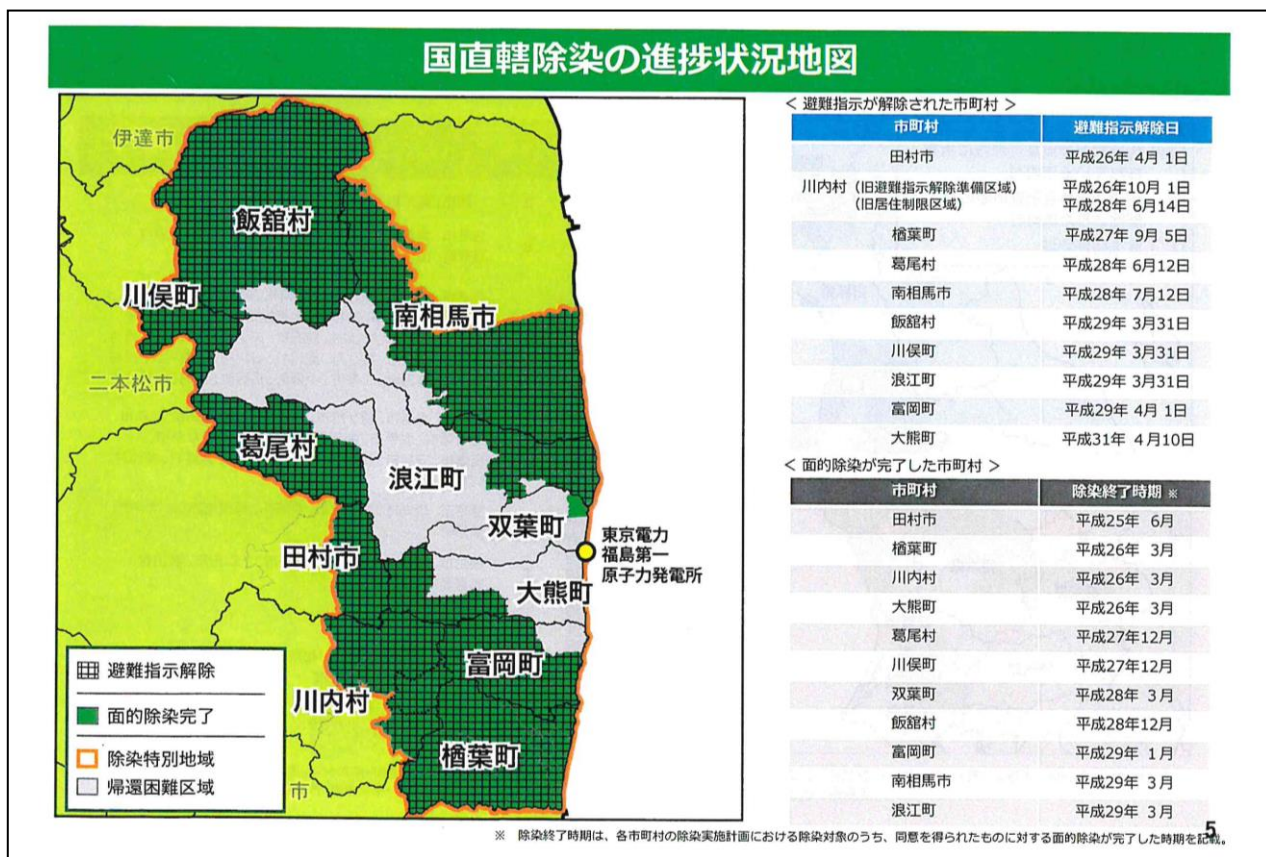 国直轄除染の進捗状況地図
伊達市
飯舘村
川俣町
南相馬市
二本松市
葛尾村
浪江町
双葉町
東京電力
福島第一
原子力発電所
田村市
大熊町
富岡町
川内村
楢葉町
市
避難指示解除
面的除染完了
除染特別地域
帰還困難区域
< 避難指示が解除された市町村 >
市町村 避難指示解除日
田村市 平成26年 4月 1日
川内村(旧避難指示解除準備区域) 平成26年10月 1日
(旧居住制限区域) 平成28年 6月14日
楢葉町 平成27年 9月 5日
葛尾村 平成28年 6月12日
南相馬市 平成28年 7月12日
飯舘村 平成29年 3月31日
川俣町 平成29年 3月31日
浪江町 平成29年 3月31日
富岡町 平成29年 4月 1日
大熊町 平成31年 4月10日
< 面的除染が完了した市町村 >
市町村 除染終了時期 ※
田村市 平成25年 6月
楢葉町 平成26年 3月
川内村 平成26年 3月
大熊町 平成26年 3月
葛尾村 平成27年12月
川俣町 平成27年12月
双葉町 平成28年 3月
飯舘村 平成28年12月
富岡町 平成29年 1月
南相馬市 平成29年 3月
浪江町 平成29年 3月
※ 除染終了時期は、各市町村の除染実施計画における除染対象のうち、同意を得られたものに対する面的除染が完了した時期を記載。
5